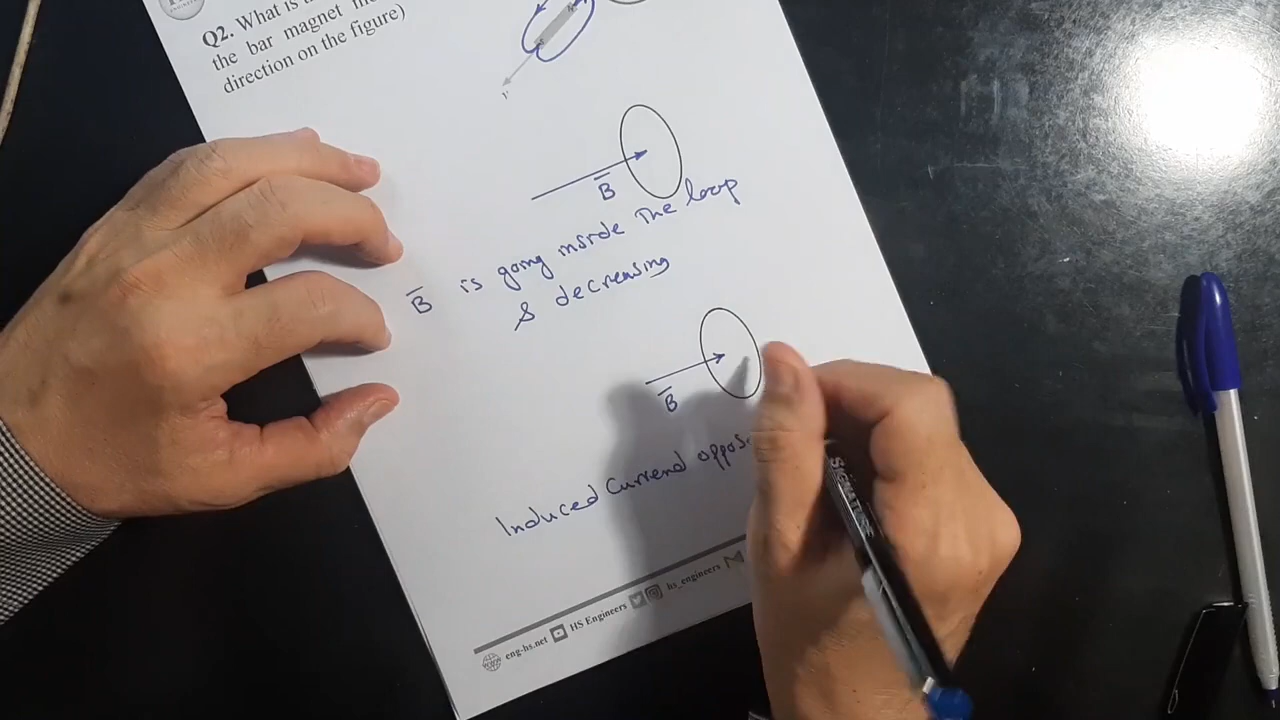 Q2. What is
the bar magnet
direction on the figure)
B
B is going inside The loop
& decreasing
B
Induced Current oppos
eng-hs.net HS Engineers hs_engineers
SIGNATURE